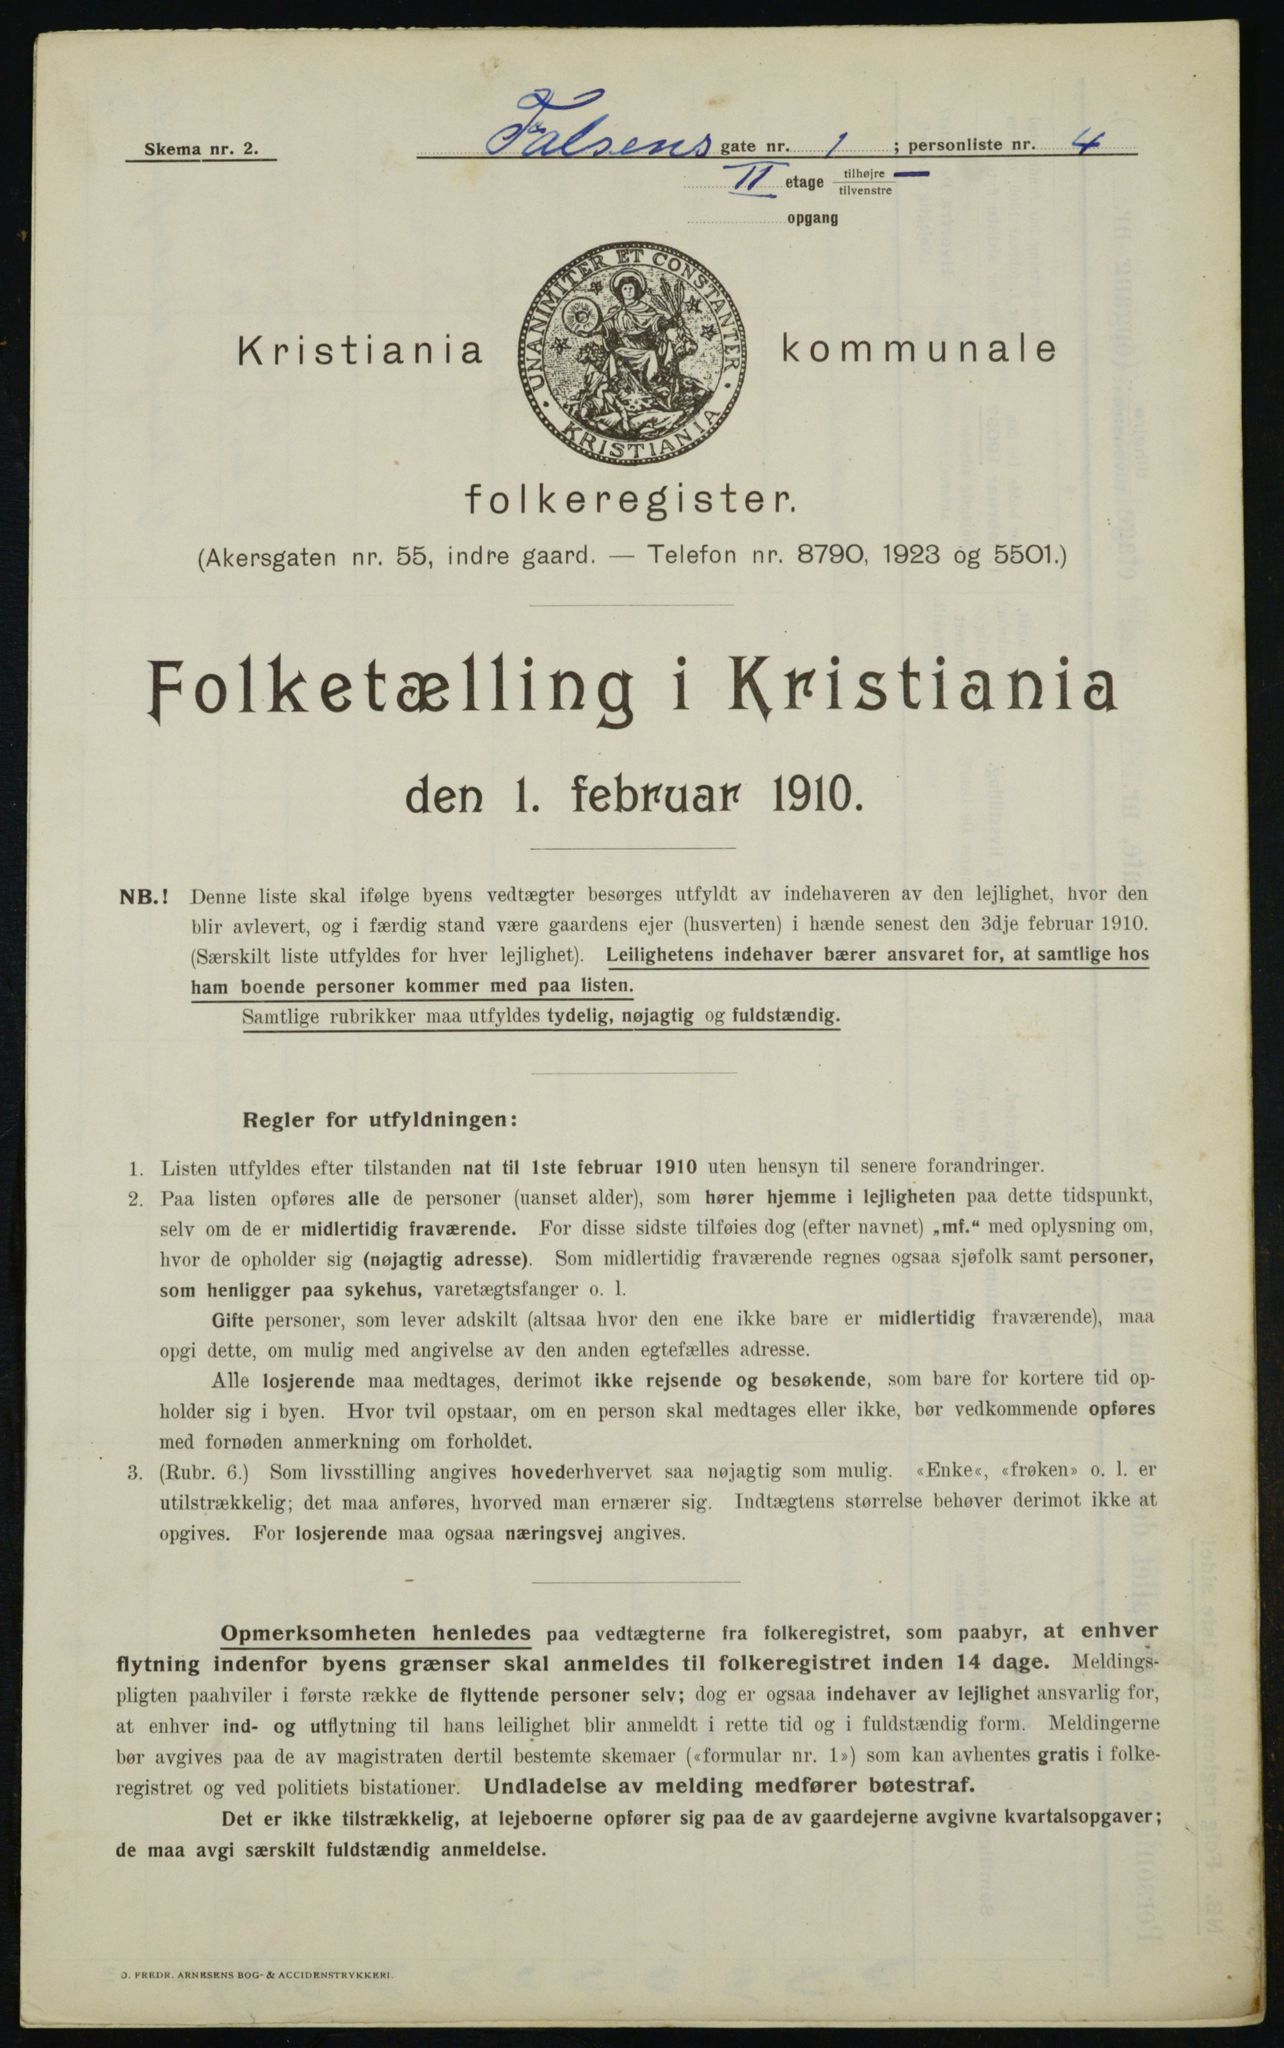 Skema nr. 2.
Falsens gate nr. 1 ; personliste nr. 4
II etage tilhøjre
tilvenstre
opgang
UNANIMITER ET CONSTANTER
KRISTIANIA
Kristiania kommunale
folkeregister.
(Akersgaten nr. 55, indre gaard. — Telefon nr. 8790, 1923 og 5501.)
Folketælling i Kristiania
den 1. februar 1910.
NB.! Denne liste skal ifølge byens vedtægter besørges utfyldt av indehaveren av den lejlighet, hvor den
blir avlevert, og i færdig stand være gaardens ejer (husverten) i hænde senest den 3dje februar 1910.
(Særskilt liste utfyldes for hver lejlighet). Leilighetens indehaver bærer ansvaret for, at samtlige hos
ham boende personer kommer med paa listen.
Samtlige rubrikker maa utfyldes tydelig, nøjagtig og fuldstændig.
Regler for utfyldningen:
1. Listen utfyldes efter tilstanden nat til 1ste februar 1910 uten hensyn til senere forandringer.
2. Paa listen opføres alle de personer (uanset alder), som hører hjemme i lejligheten paa dette tidspunkt,
selv om de er midlertidig fraværende. For disse sidste tilføies dog (efter navnet) „mf.“ med oplysning om,
hvor de opholder sig (nøjagtig adresse). Som midlertidig fraværende regnes ogsaa sjøfolk samt personer,
som henligger paa sykehus, varetægtsfanger o. l.
Gifte personer, som lever adskilt (altsaa hvor den ene ikke bare er midlertidig fraværende), maa
opgi dette, om mulig med angivelse av den anden egtefælles adresse.
Alle losjerende maa medtages, derimot ikke rejsende og besøkende, som bare for kortere tid op-
holder sig i byen. Hvor tvil opstaar, om en person skal medtages eller ikke, bør vedkommende opføres
med fornøden anmerkning om forholdet.
3. (Rubr. 6.) Som livsstilling angives hovederhvervet saa nøjagtig som mulig. «Enke«, «frøken» o. l. er
utilstrækkelig; det maa anføres, hvorved man ernærer sig. Indtægtens størrelse behøver derimot ikke at
opgives. For losjerende maa ogsaa næringsvej angives.
Opmerksomheten henledes paa vedtægterne fra folkeregistret, som paabyr, at enhver
flytning indenfor byens grænser skal anmeldes til folkeregistret inden 14 dage. Meldings-
pligten paahviler i første række de flyttende personer selv; dog er ogsaa indehaver av lejlighet ansvarlig for,
at enhver ind- og utflytning til hans leilighet blir anmeldt i rette tid og i fuldstændig form. Meldingerne
bør avgives paa de av magistraten dertil bestemte skemaer («formular nr. 1») som kan avhentes gratis i folke-
registret og ved politiets bistationer. Undladelse av melding medfører bøtestraf.
Det er ikke tilstrækkelig, at lejeboerne opfører sig paa de av gaardejerne avgivne kvartalsopgaver;
de maa avgi særskilt fuldstændig anmeldelse.
O. FREDR. ARNESENS BOG- & ACCIDENSTRYKKERI.